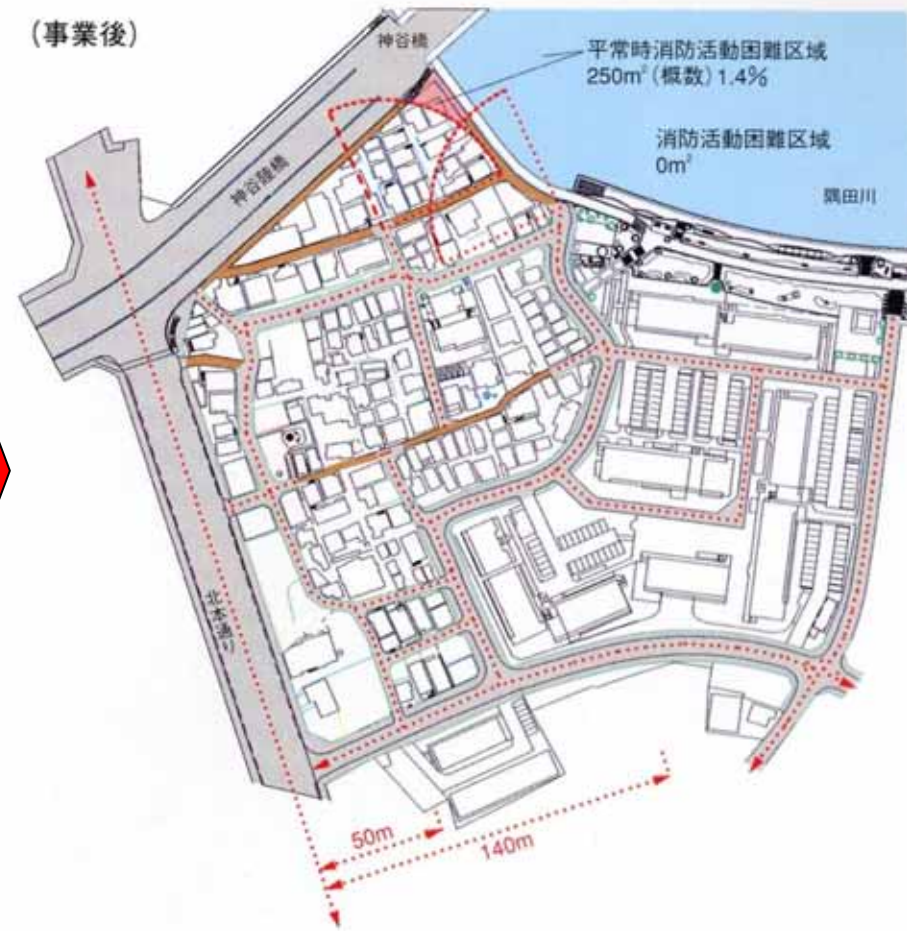 (事業後)
神谷橋
平常時消防活動困難区域
250m²(概数)1.4%
消防活動困難区域
0m²
隅田川
神谷陸橋
北本通り
50m
140m